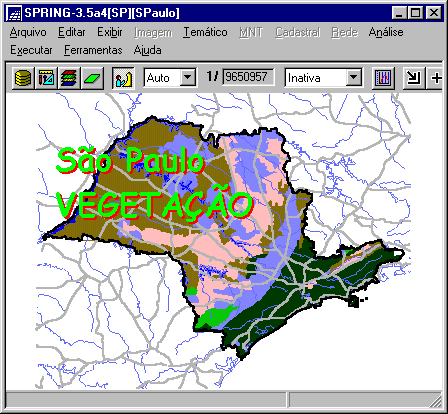 SPRING-3.5a4[SP][SPaulo]
Arquivo Editar Exibir Imagem Temático MNT Cadastral Rede Análise
Executar Ferramentas Ajuda
Auto 1/ 9650957 Inativa
São Paulo
VEGETAÇÃO